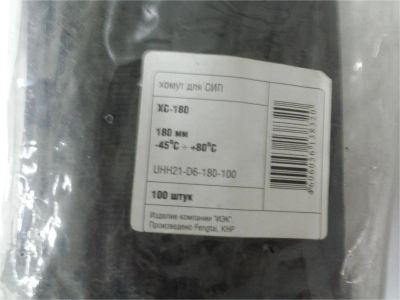 хомут для СИП
ХС-180
180 мм
-45°C ÷ +80°C
UHH21-D6-180-100
100 штук
Изделие компании "ИЭК".
Произведено Fengtai, КНР